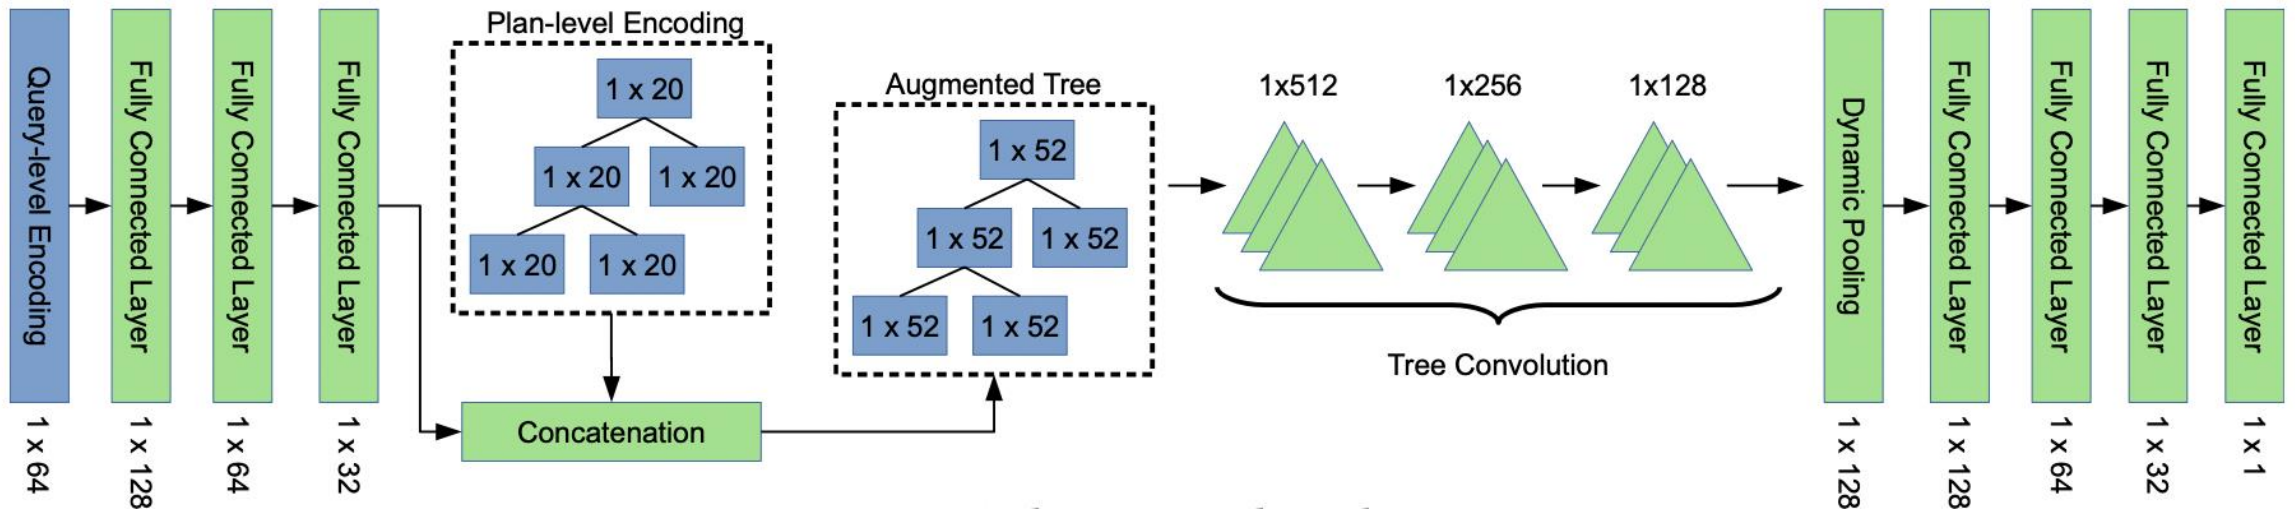 Query-level Encoding
1 x 64
Fully Connected Layer
1 x 128
Fully Connected Layer
1 x 64
Fully Connected Layer
1 x 32
Plan-level Encoding
1 x 20
1 x 20
1 x 20
1 x 20
1 x 20
Concatenation
Augmented Tree
1 x 52
1 x 52
1 x 52
1 x 52
1 x 52
1x512
1x256
1x128
Tree Convolution
Dynamic Pooling
1 x 128
Fully Connected Layer
1 x 128
Fully Connected Layer
1 x 64
Fully Connected Layer
1 x 32
Fully Connected Layer
1 x 1